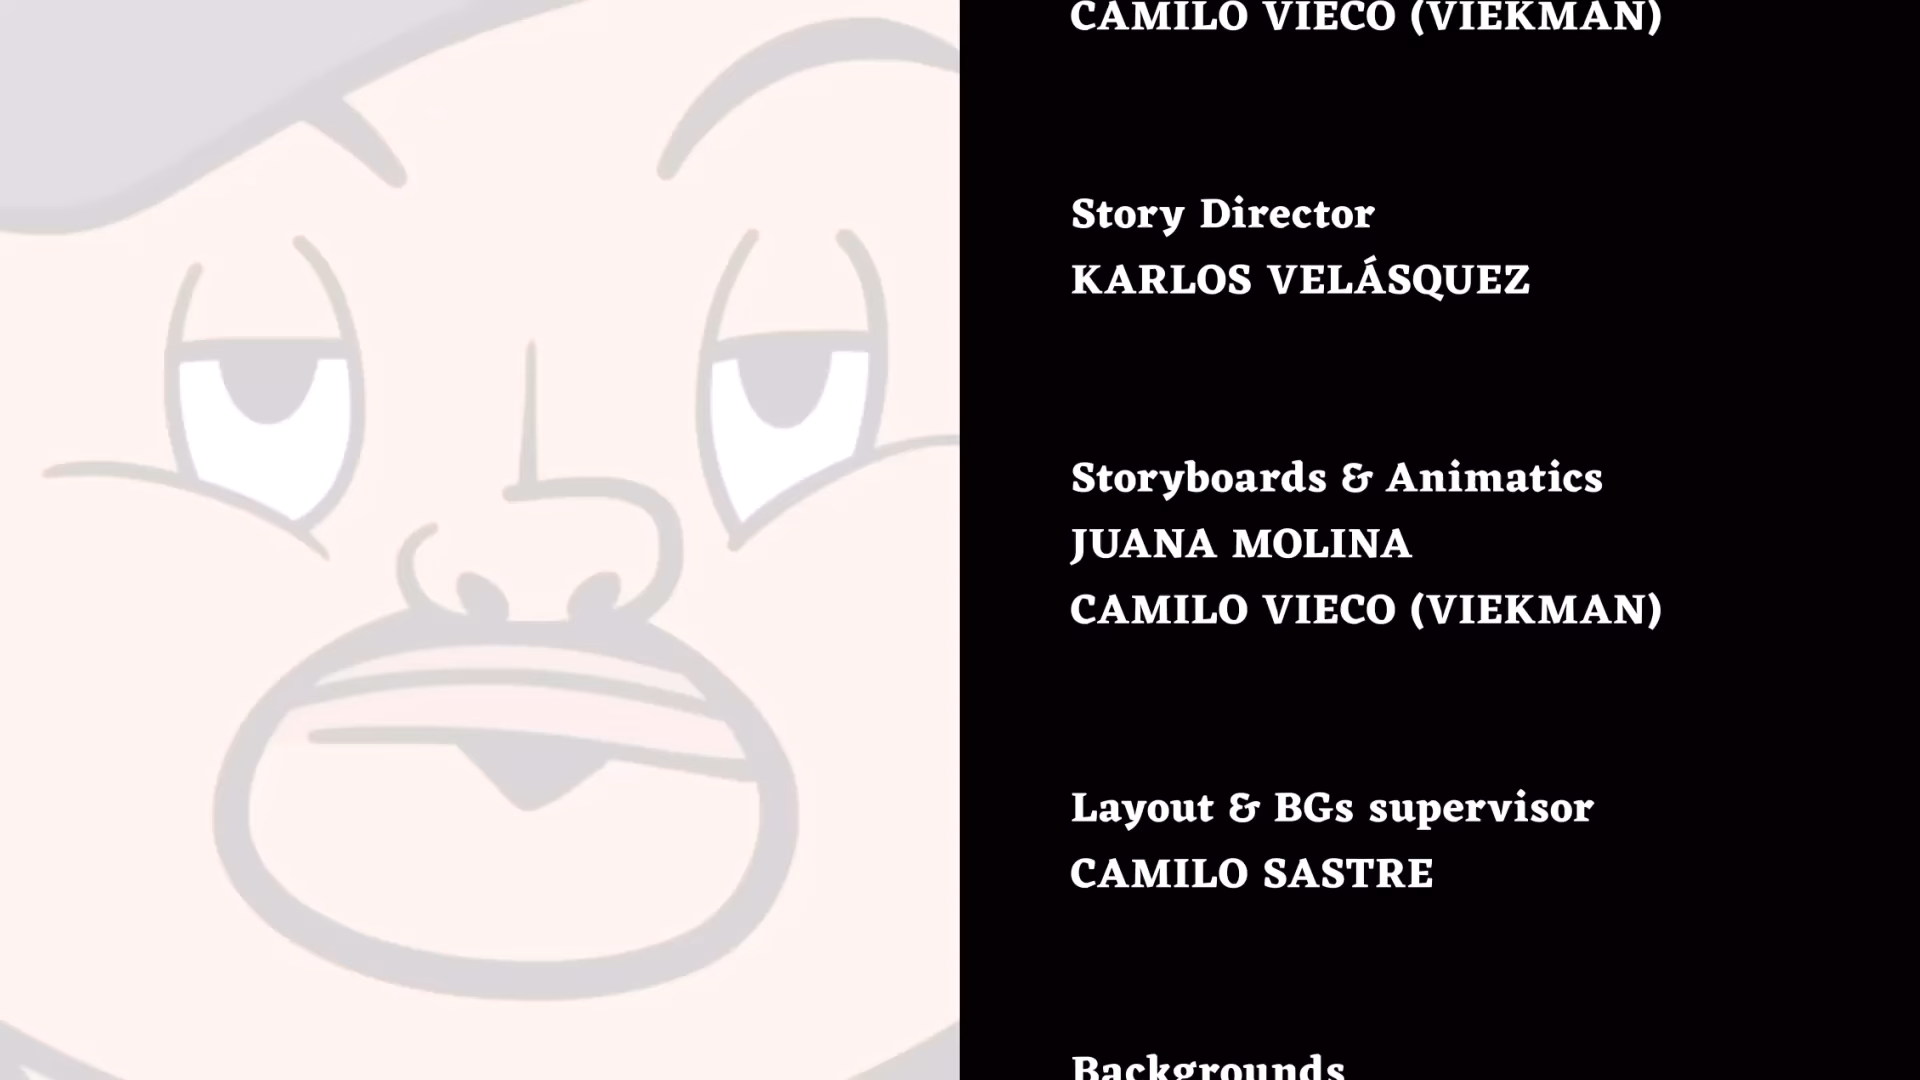 CAMILO VIECO (VIEKMAN)
Story Director
KARLOS VELÁSQUEZ
Storyboards & Animatics
JUANA MOLINA
CAMILO VIECO (VIEKMAN)
Layout & BGs supervisor
CAMILO SASTRE
Backgrounds